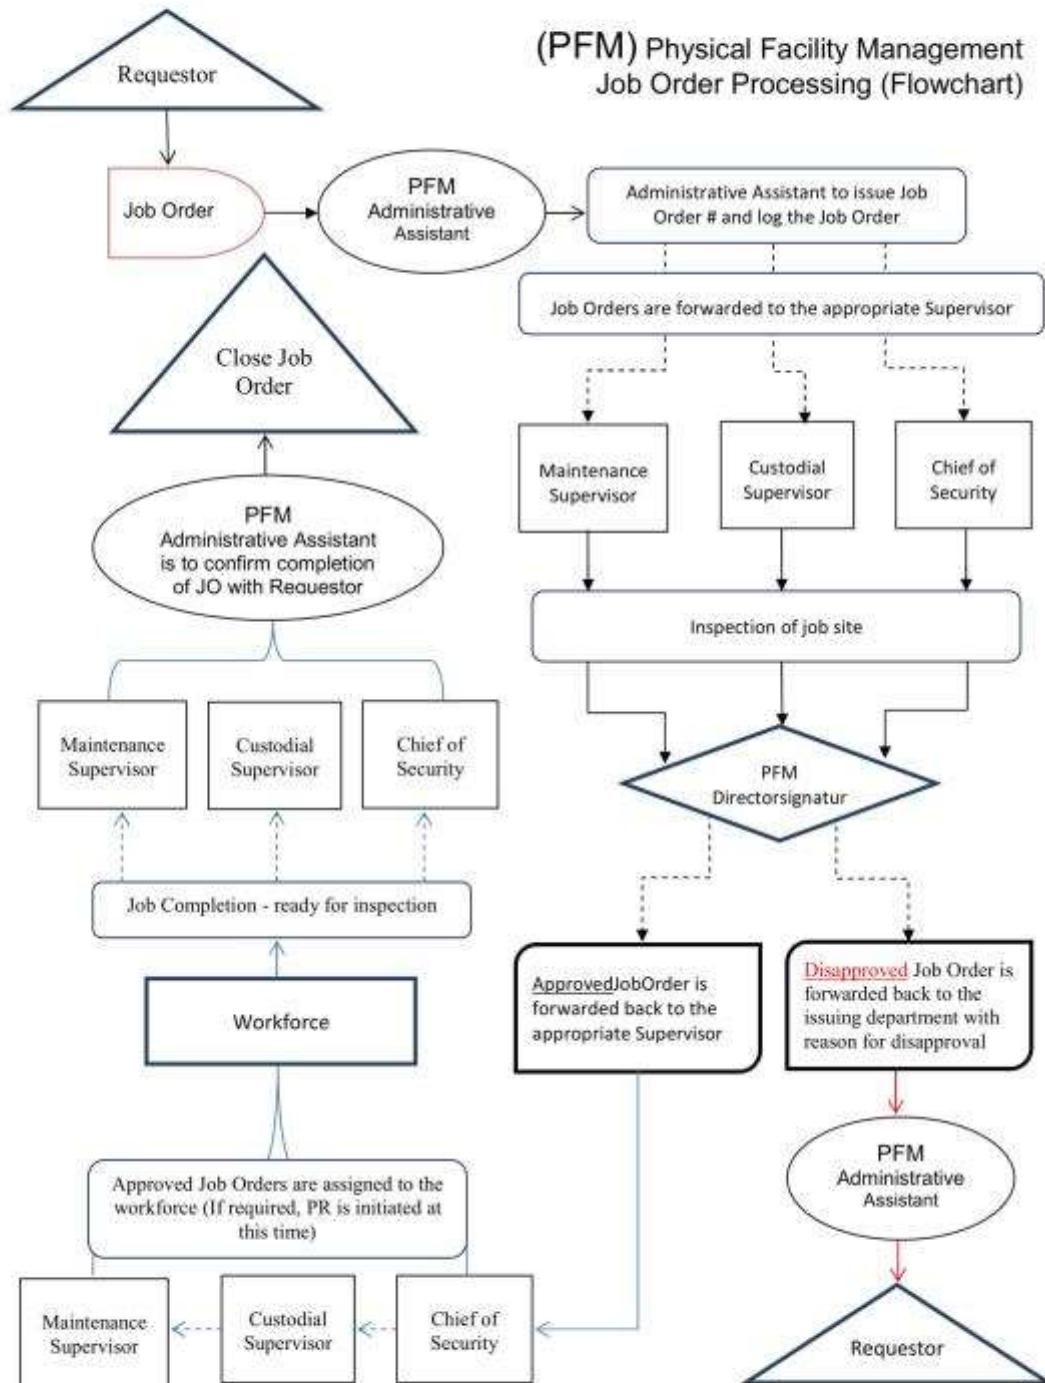 (PFM) Physical Facility Management
Job Order Processing (Flowchart)
Requestor
Job Order
PFM
Administrative
Assistant
Administrative Assistant to issue Job
Order # and log the Job Order
Job Orders are forwarded to the appropriate Supervisor
Maintenance
Supervisor
Custodial
Supervisor
Chief of
Security
Inspection of job site
PFM
Directorsignatur
ApprovedJobOrder is
forwarded back to the
appropriate Supervisor
Disapproved Job Order is
forwarded back to the
issuing department with
reason for disapproval
PFM
Administrative
Assistant
Requestor
Close Job
Order
PFM
Administrative Assistant
is to confirm completion
of JO with Requestor
Maintenance
Supervisor
Custodial
Supervisor
Chief of
Security
Job Completion - ready for inspection
Workforce
Approved Job Orders are assigned to the
workforce (If required, PR is initiated at
this time)
Maintenance
Supervisor
Custodial
Supervisor
Chief of
Security